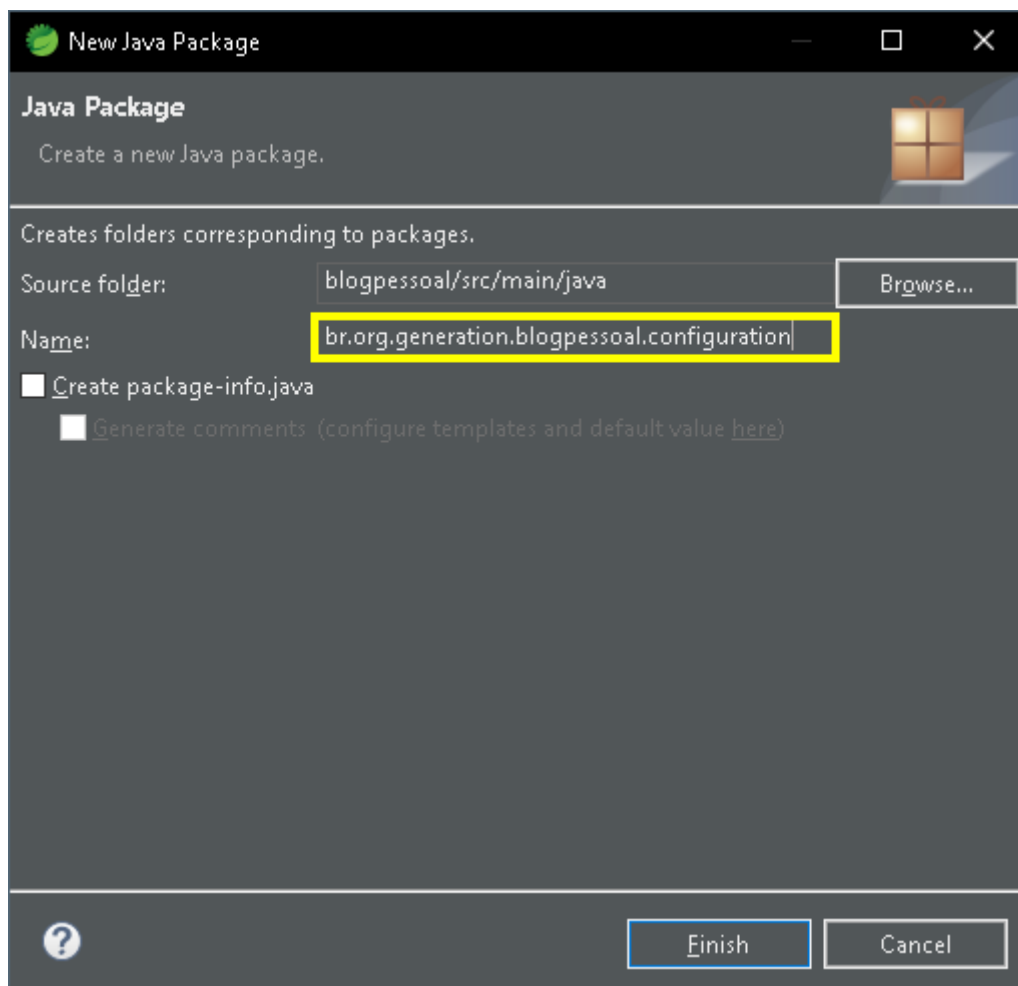 New Java Package
Java Package
Create a new Java package.
Creates folders corresponding to packages.
Source folder: blogpessoal/src/main/java Browse...
Name: br.org.generation.blogpessoal.configuration
Create package-info.java
Generate comments (configure templates and default value here)
? Finish Cancel